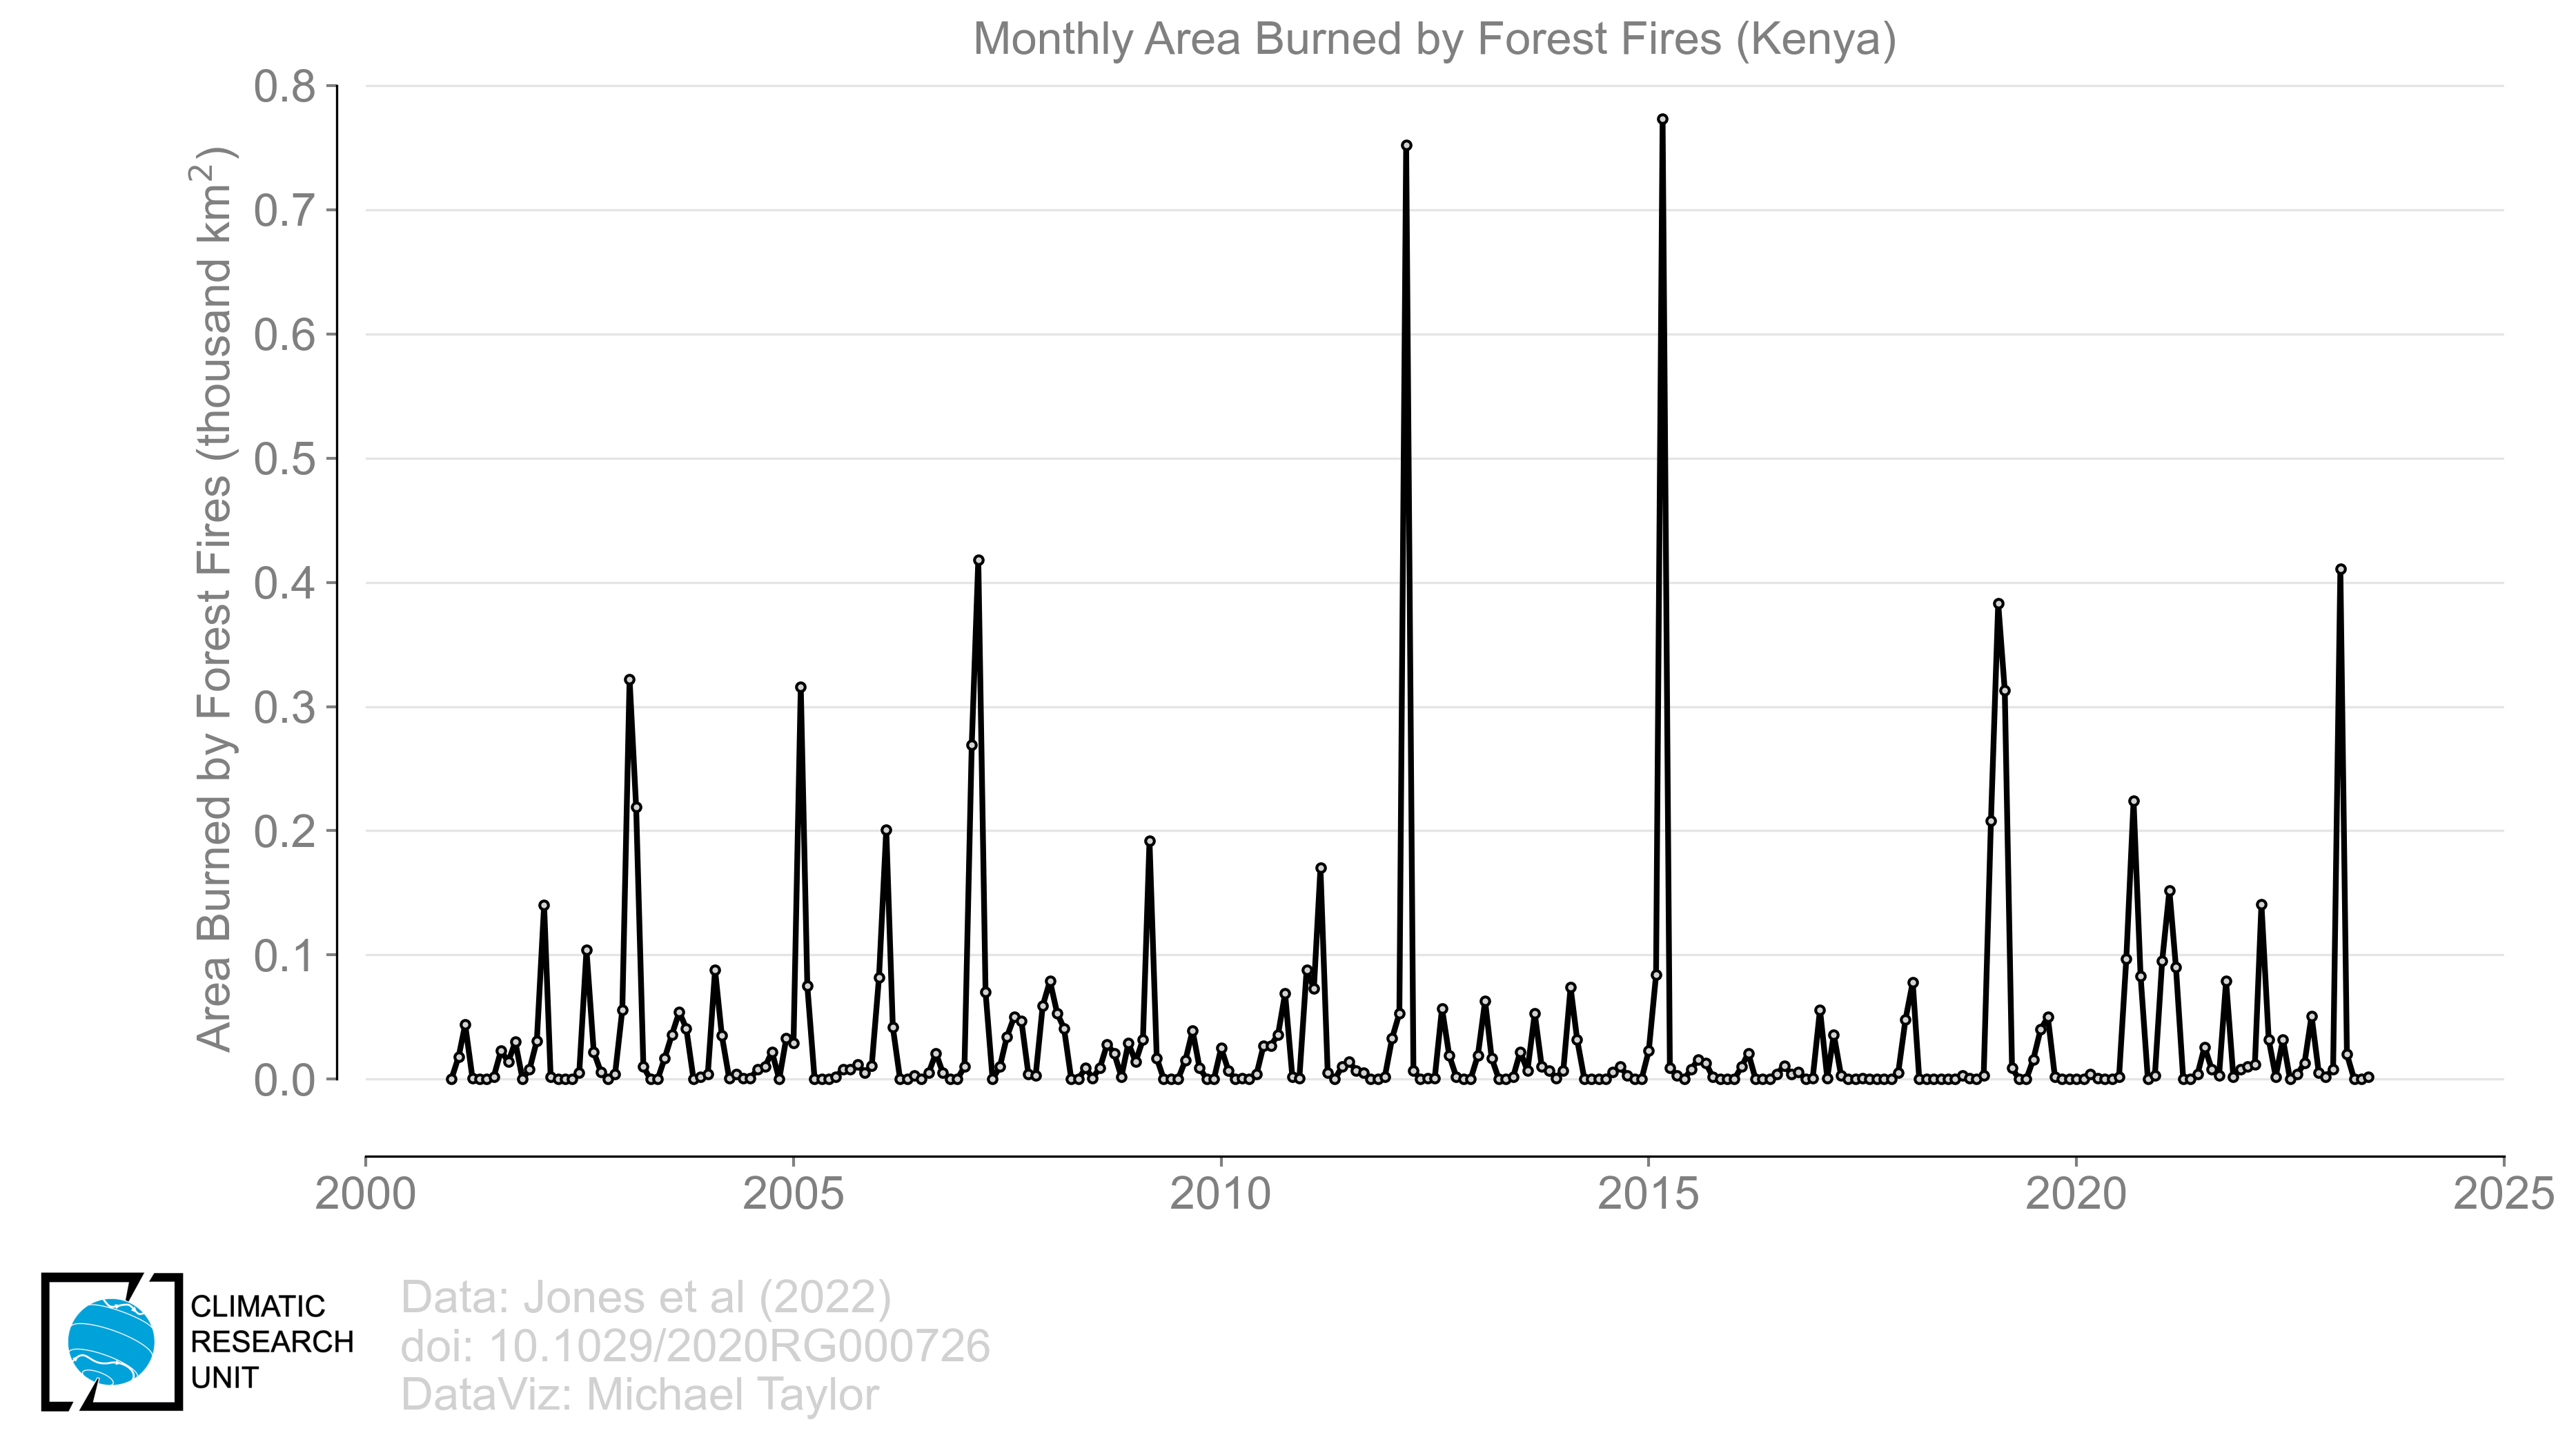 Monthly Area Burned by Forest Fires (Kenya)
Area Burned by Forest Fires (thousand km²)
0.8
0.7
0.6
0.5
0.4
0.3
0.2
0.1
0.0
2000 2005 2010 2015 2020 2025
CLIMATIC
RESEARCH
UNIT
Data: Jones et al (2022)
doi: 10.1029/2020RG000726
DataViz: Michael Taylor